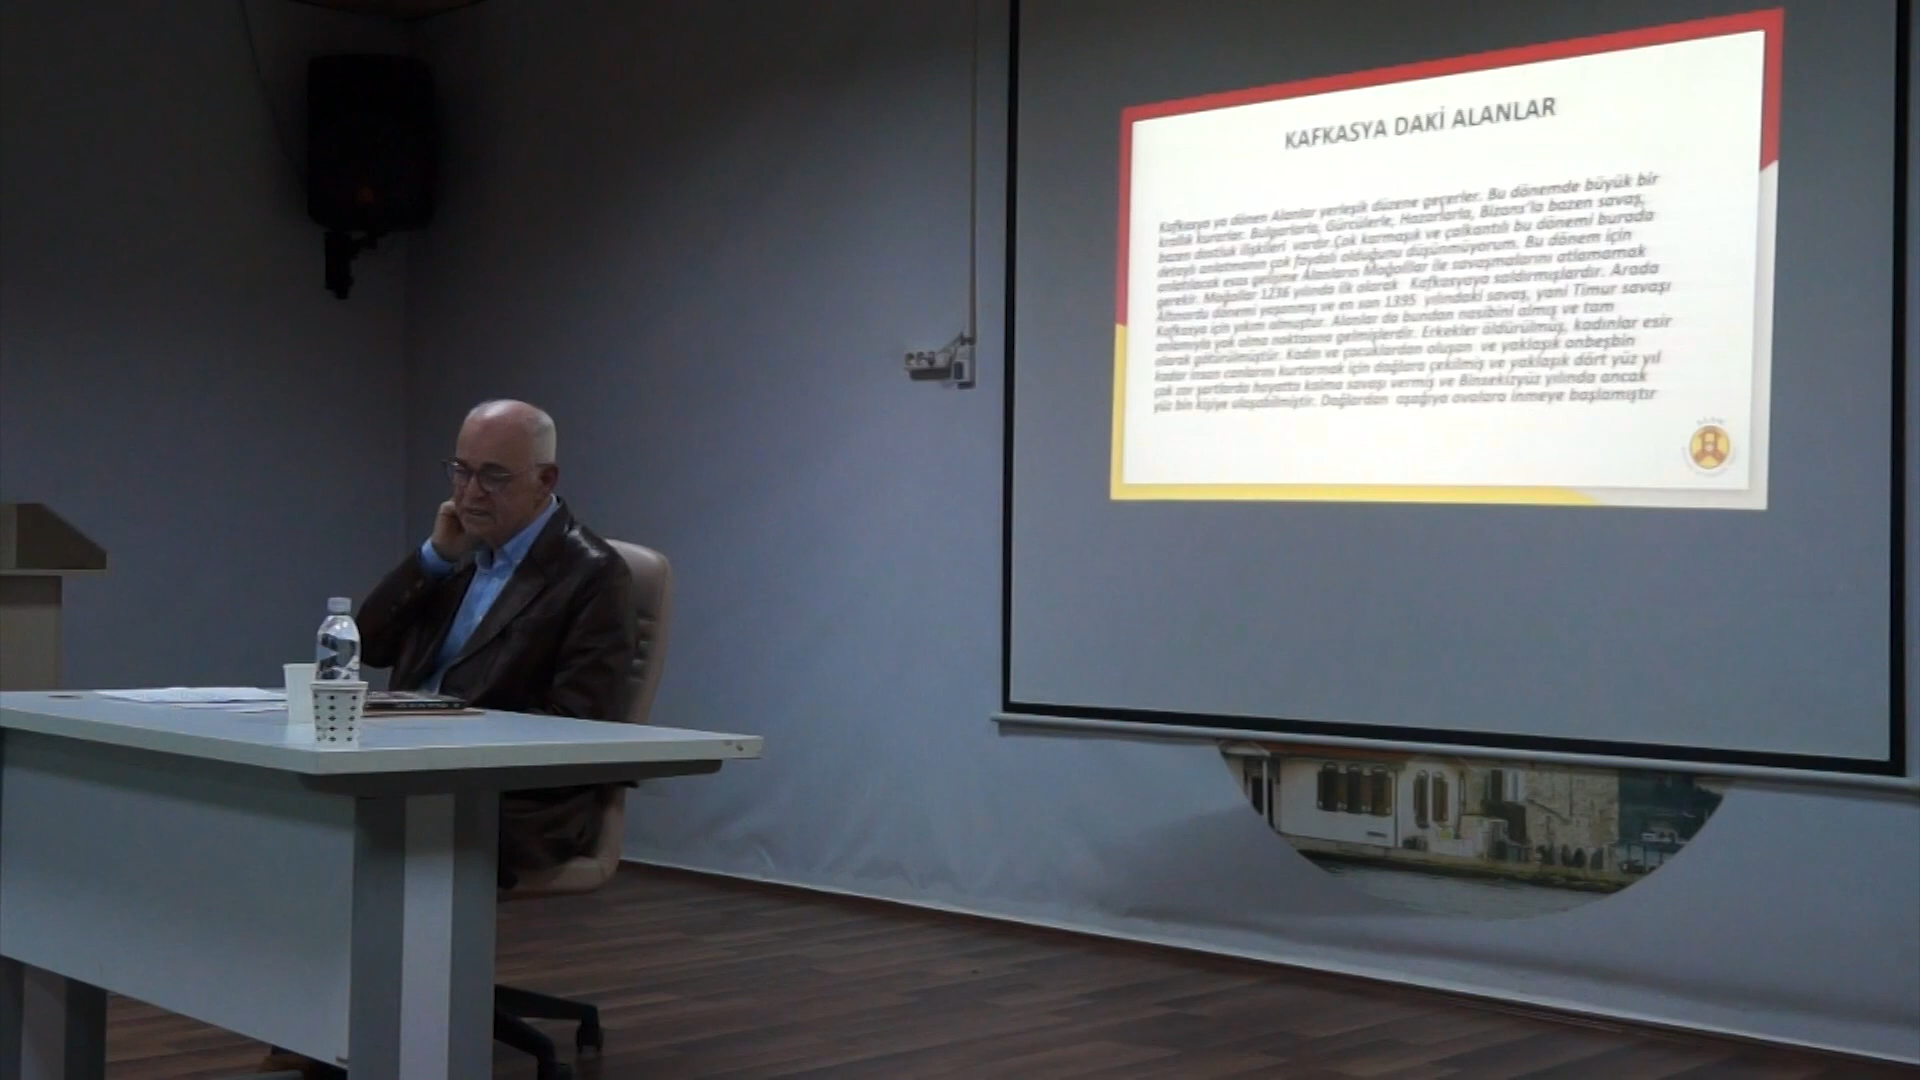 KAFKASYA DAKİ ALANLAR
Kafkasya ya dönen Alanlar yerleşik düzene geçerler. Bu dönemde büyük bir
krallık kurarlar. Bulgarlarla, Gürcülerle, Hazarlarla, Bizans'la bazen savaş,
bazen dostluk ilişkileri vardır.Çok karmaşık ve çalkantılı bu dönemi burada
detaylı anlatmanın çok faydalı olduğunu düşünmüyorum. Bu dönem için
anlatılacak esas gelişme Alanların Moğollar ile savaşmalarını atlamamak
gerekir. Moğollar 1236 yılında ilk olarak Kafkasyaya saldırmışlardır. Arada
Altınordu dönemi yaşanmış ve en son 1395 yılındaki savaş, yani Timur savaşı
Kafkasya için yıkım olmuştur. Alanlar da bundan nasibini almış ve tam
anlamıyla yok olma noktasına gelmişlerdir. Erkekler öldürülmüş, kadınlar esir
olarak götürülmüştür. Kadın ve çocuklardan oluşan ve yaklaşık onbeşbin
kadar insan canlarını kurtarmak için dağlara çekilmiş ve yaklaşık dört yüz yıl
çok zor şartlarda hayatta kalma savaşı vermiş ve Binsekizyüz yılında ancak
yüz bin kişiye ulaşabilmiştir. Dağlardan aşağıya ovalara inmeye başlamıştır